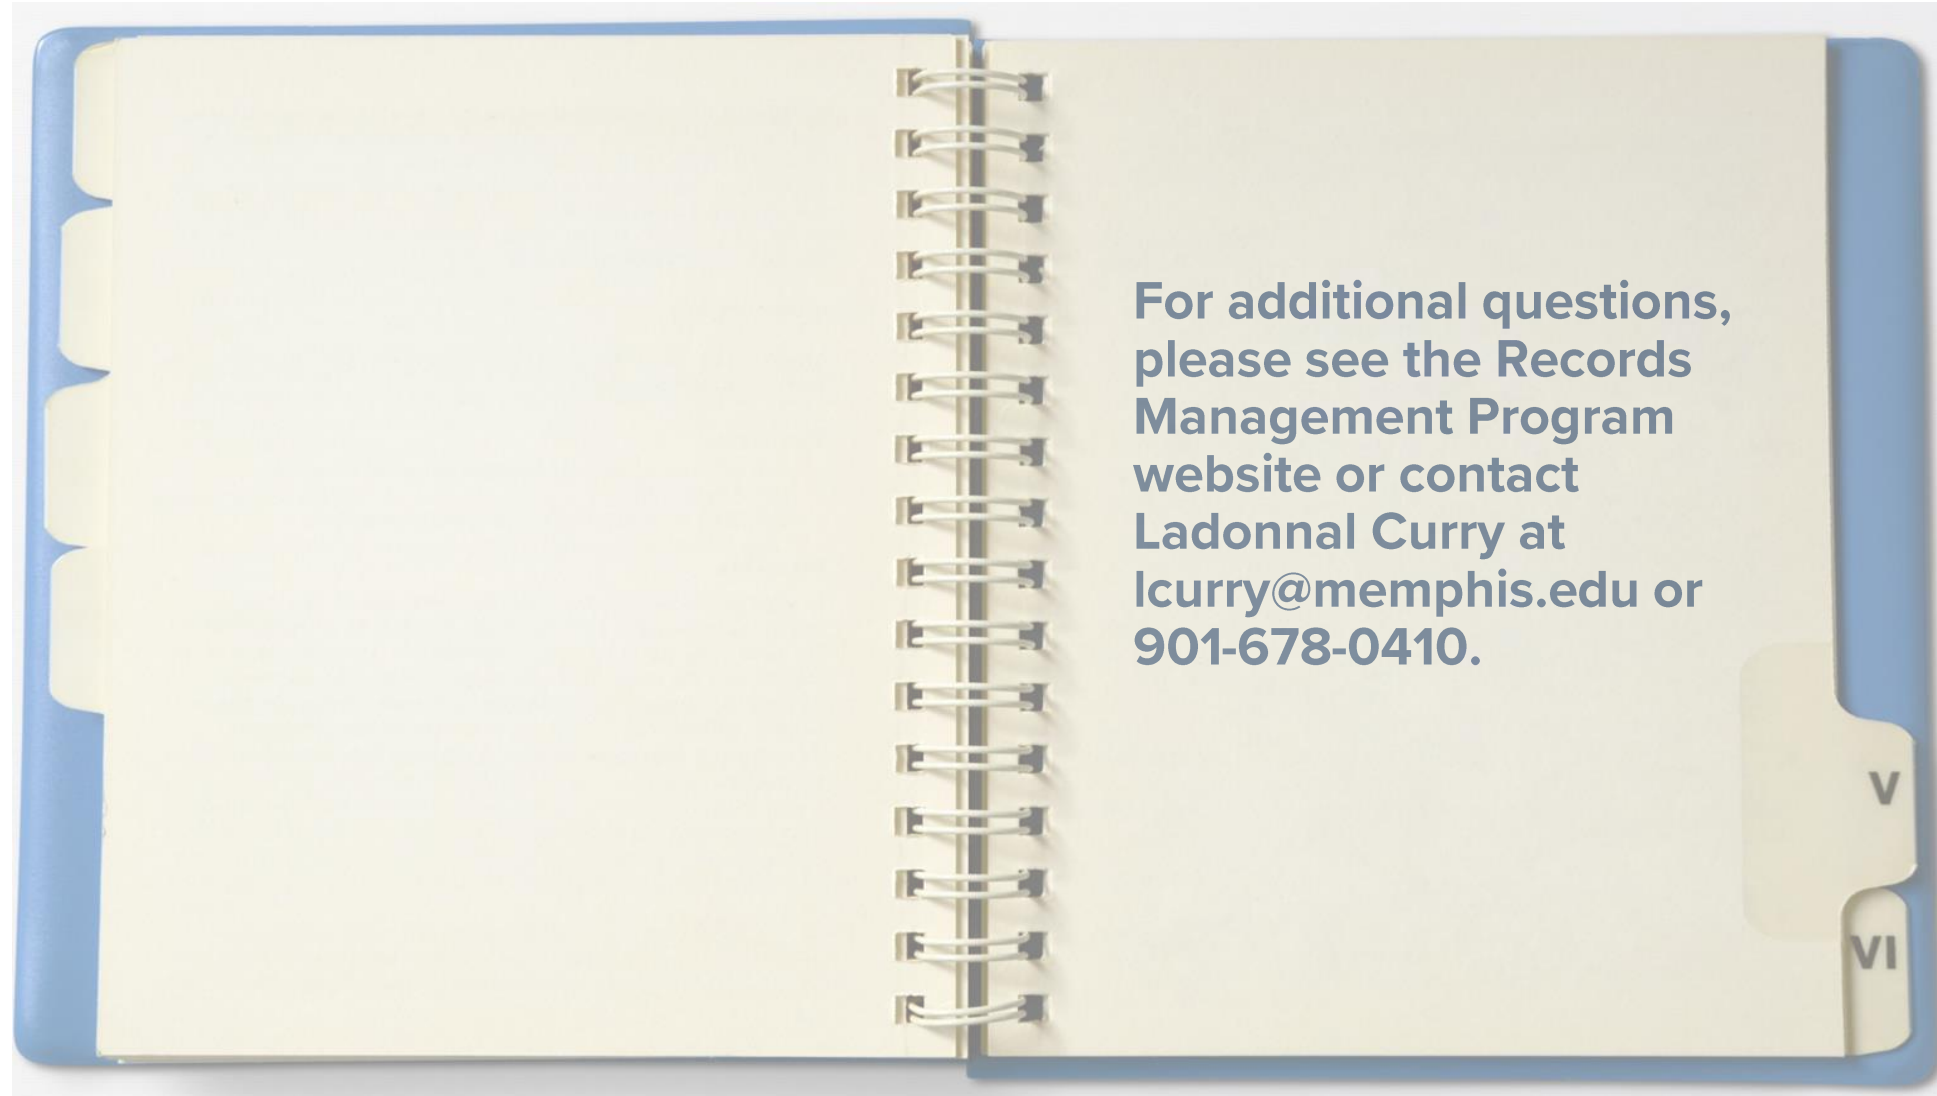 For additional questions,
please see the Records
Management Program
website or contact
Ladonnal Curry at
lcurry@memphis.edu or
901-678-0410.
V
VI